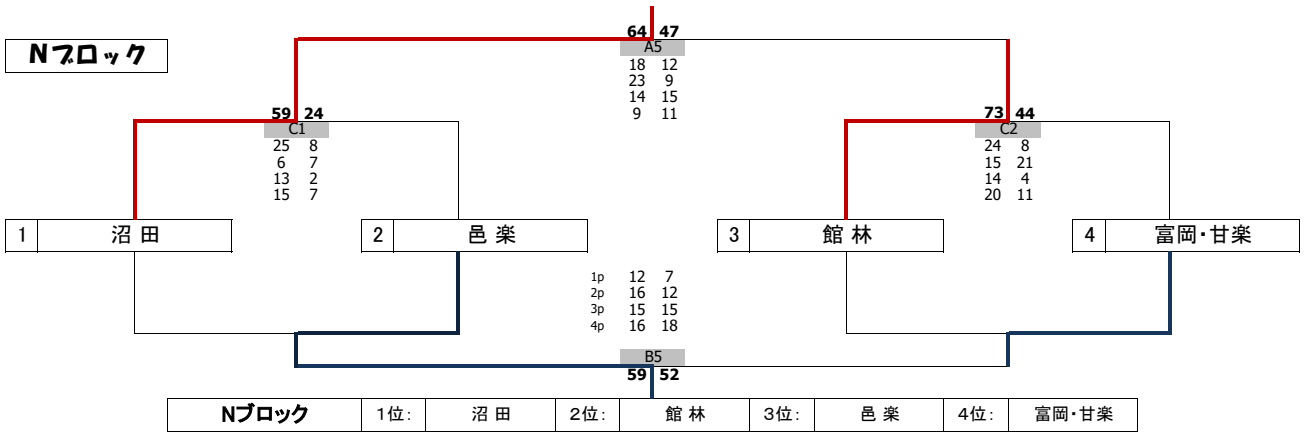 Nブロック
64 47
A5
18 12
23 9
14 15
9 11
59 24
C1
25 8
6 7
13 2
15 7
73 44
C2
24 8
15 21
14 4
20 11
1 沼田 2 邑楽 3 館林 4 富岡・甘楽
1p 12 7
2p 16 12
3p 15 15
4p 16 18
B5
59 52
Nブロック 1位: 沼田 2位: 館林 3位: 邑楽 4位: 富岡・甘楽